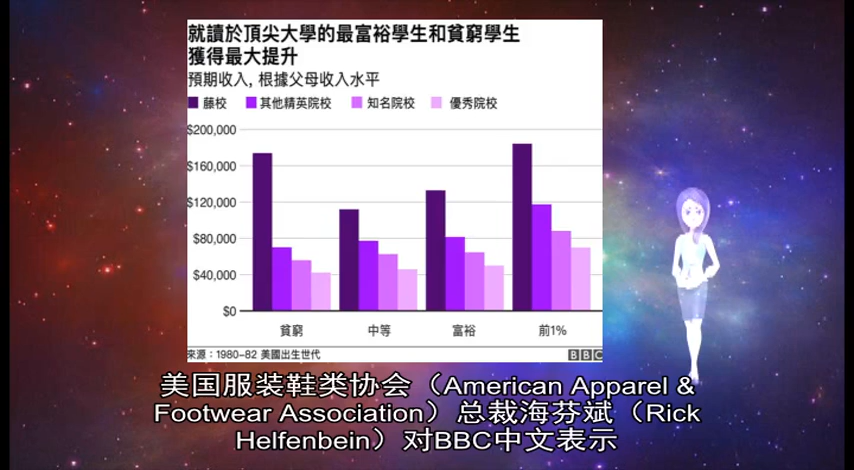 就讀於頂尖大學的最富裕學生和貧窮學生
獲得最大提升
預期收入, 根據父母收入水平
藤校 其他精英院校 知名院校 優秀院校
$200,000
$160,000
$120,000
$80,000
$40,000
$0
貧窮 中等 富裕 前1%
來源：1980-82 美國出生世代 BBC
美国服装鞋类协会（American Apparel &
Footwear Association）总裁海芬斌（Rick
Helfenbein）对BBC中文表示